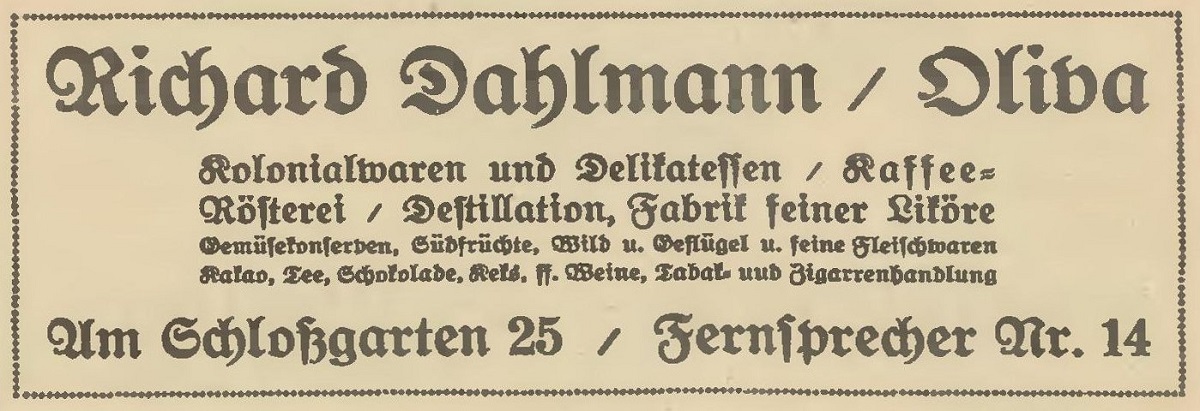 Richard Dahlmann / Oliva
Kolonialwaren und Delikatessen / Kaffee-
Rösterei / Destillation, Fabrik feiner Liköre
Gemüsekonserven, Südfrüchte, Wild u. Geflügel u. feine Fleischwaren
Kakao, Tee, Schokolade, Keks, ff. Weine, Tabak- uud Zigarrenhandlung
Am Schloßgarten 25 / Fernsprecher Nr. 14